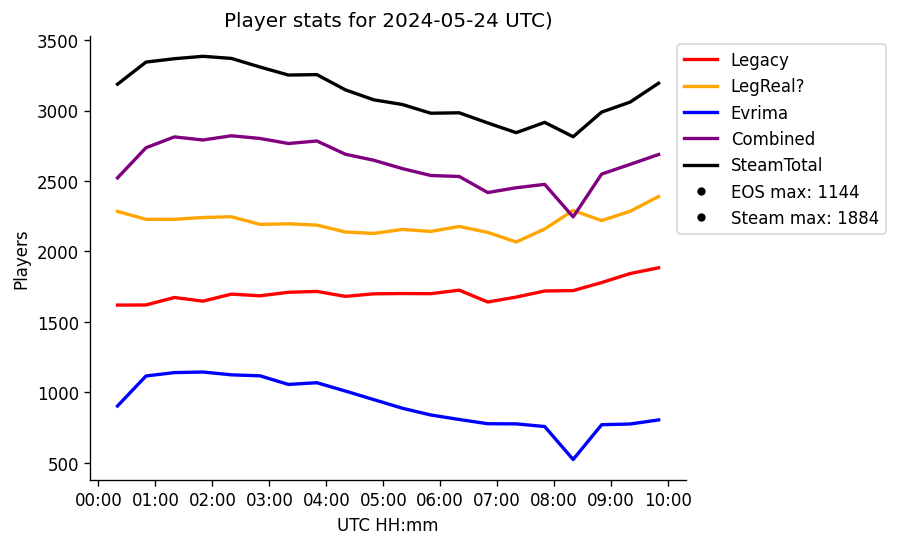 Player stats for 2024-05-24 UTC)
3500
3000
2500
2000
1500
1000
500
Players
00:00 01:00 02:00 03:00 04:00 05:00 06:00 07:00 08:00 09:00 10:00
UTC HH:mm
Legacy
LegReal?
Evrima
Combined
SteamTotal
EOS max: 1144
Steam max: 1884